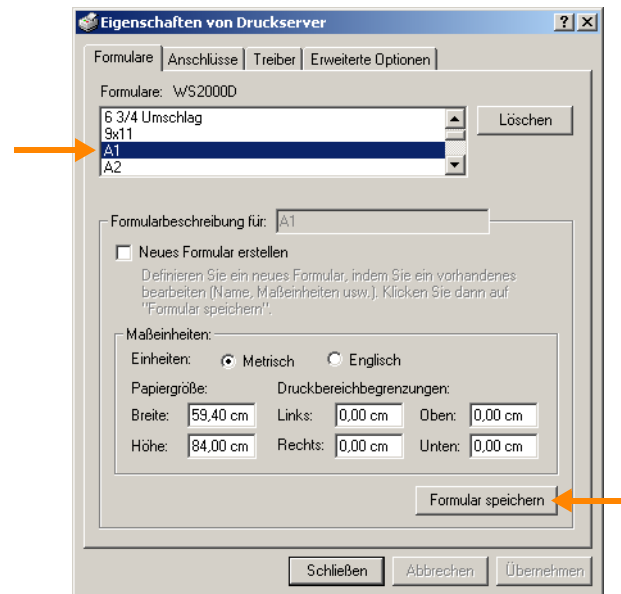 Eigenschaften von Druckserver
Formulare Anschlüsse Treiber Erweiterte Optionen
Formulare: WS2000D
6 3/4 Umschlag
9x11
A1
A2
Löschen
Formularbeschreibung für: A1
Neues Formular erstellen
Definieren Sie ein neues Formular, indem Sie ein vorhandenes
bearbeiten (Name, Maßeinheiten usw.). Klicken Sie dann auf
"Formular speichern".
Maßeinheiten:
Einheiten: Metrisch Englisch
Papiergröße: Druckbereichbegrenzungen:
Breite: 59,40 cm Links: 0,00 cm Oben: 0,00 cm
Höhe: 84,00 cm Rechts: 0,00 cm Unten: 0,00 cm
Formular speichern
Schließen Abbrechen Übernehmen